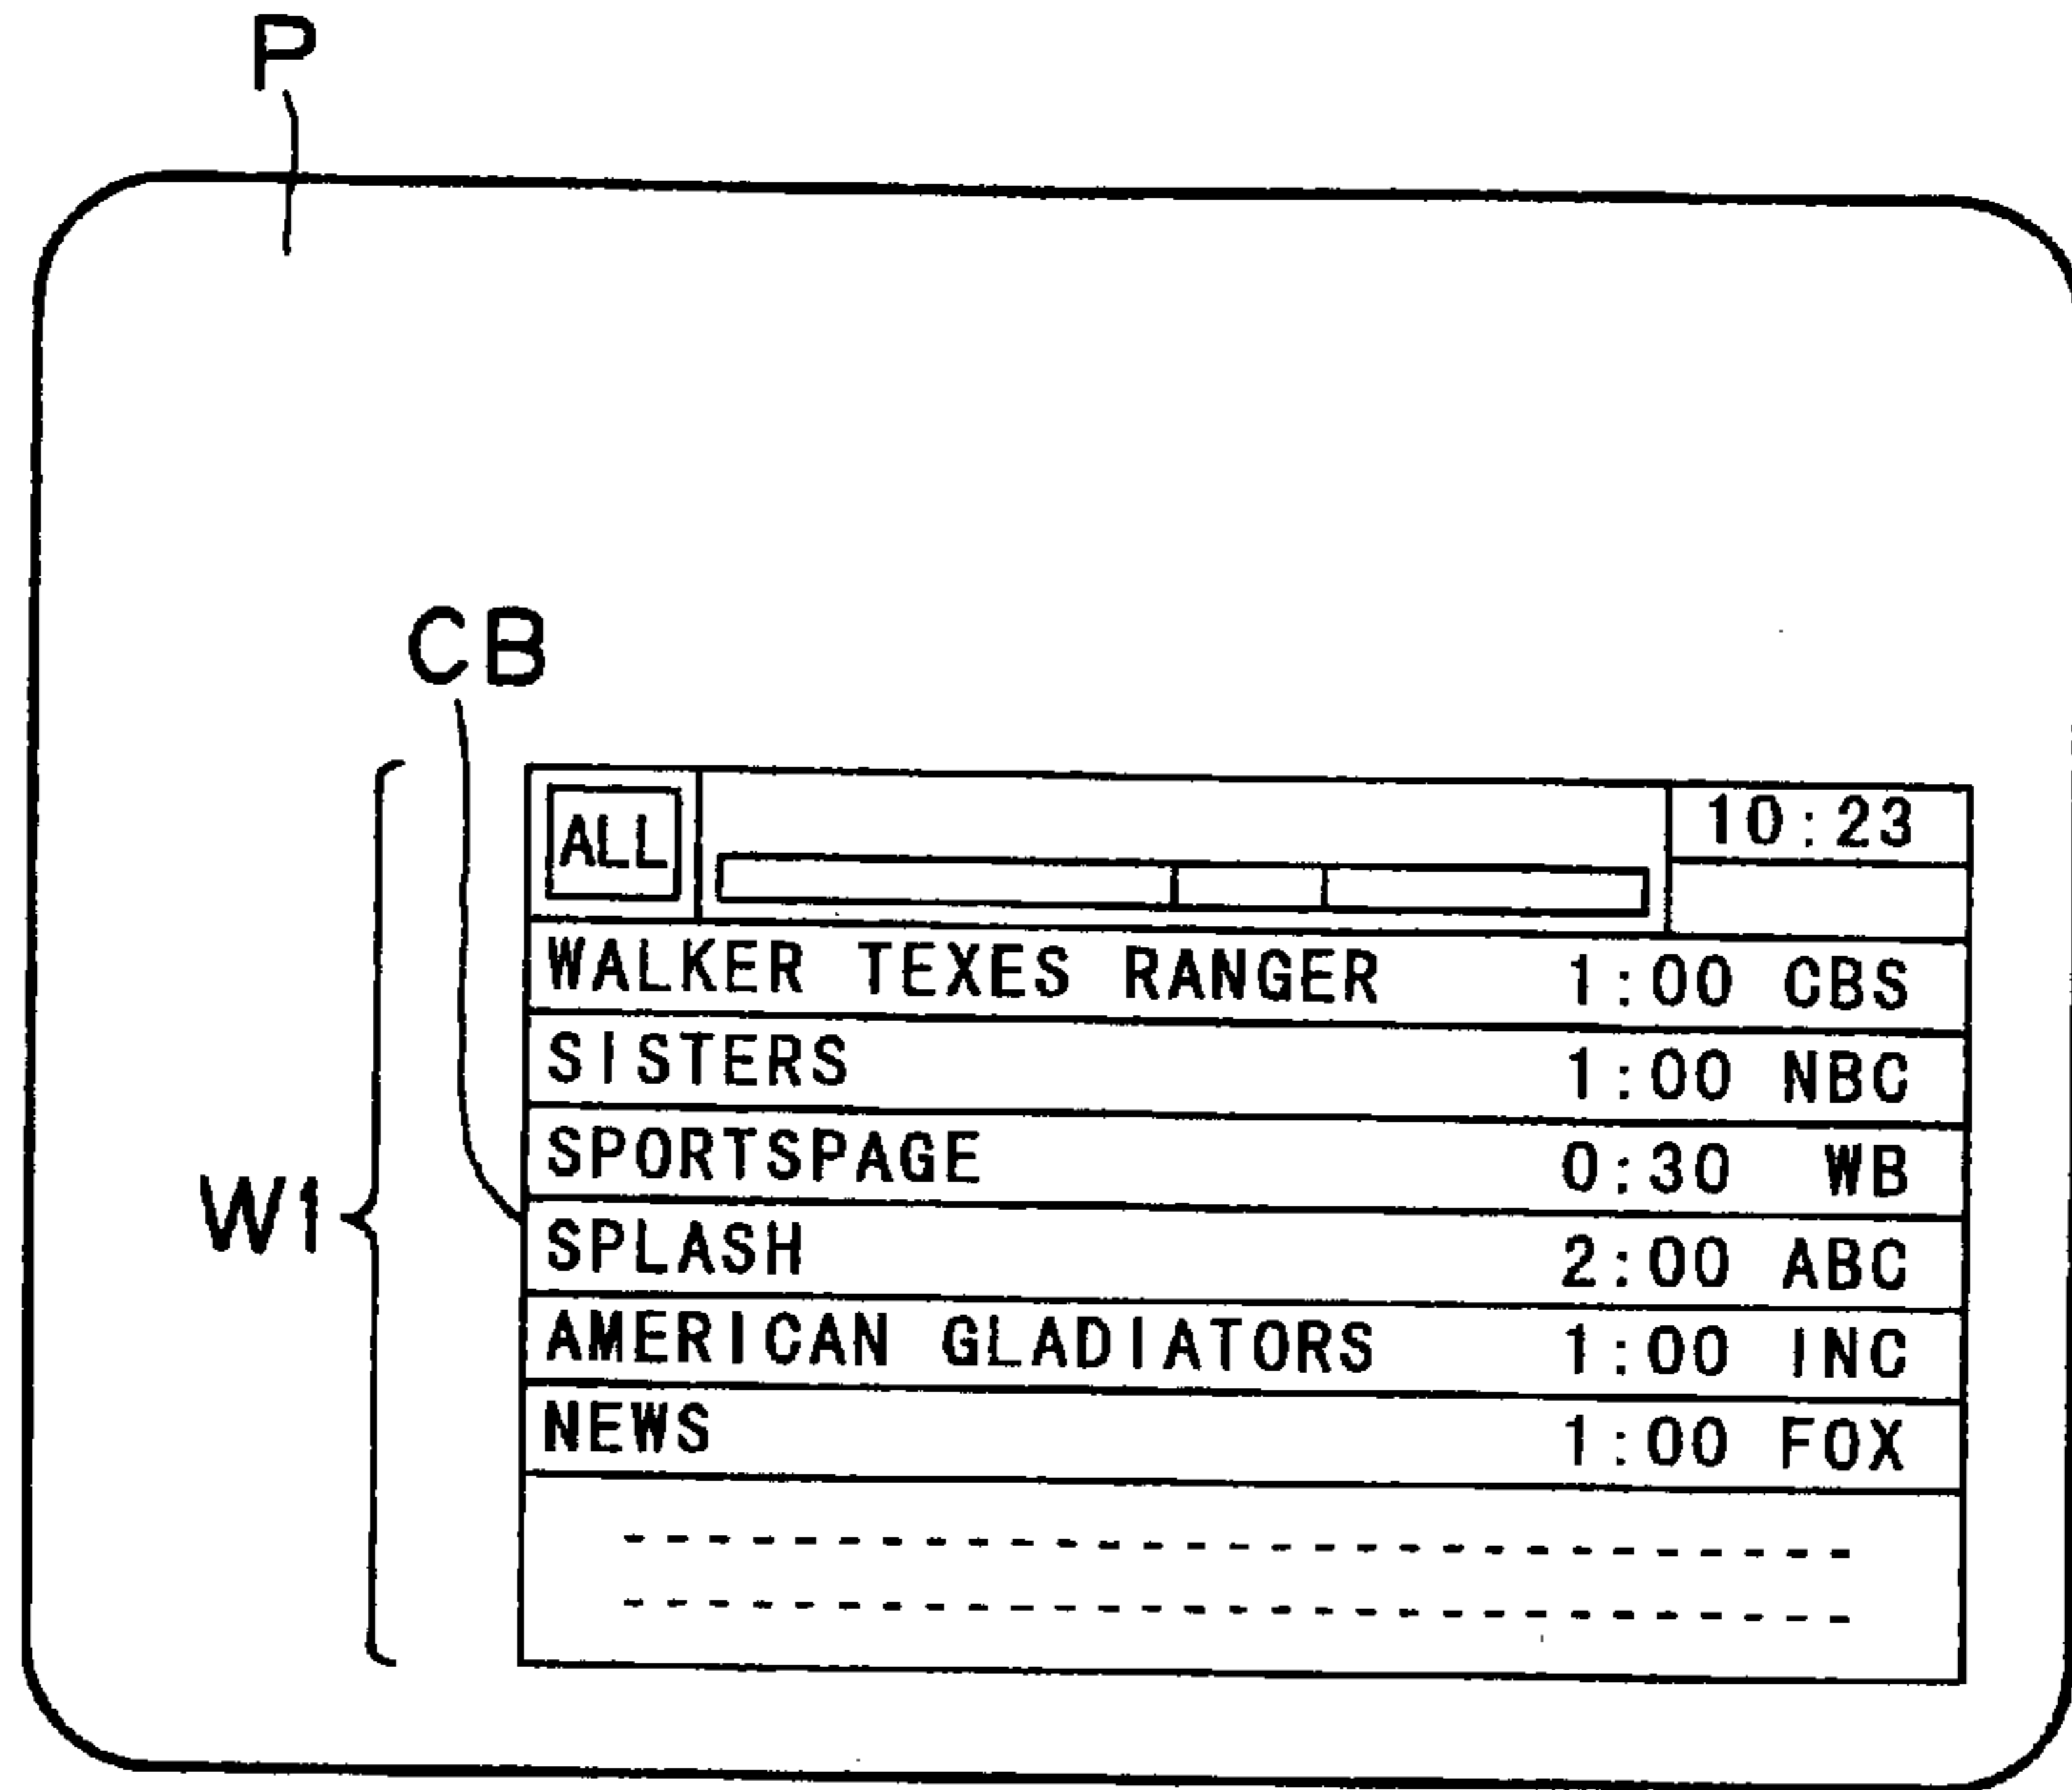 P
CB
W1
ALL 10:23
WALKER TEXES RANGER 1:00 CBS
SISTERS 1:00 NBC
SPORTSPAGE 0:30 WB
SPLASH 2:00 ABC
AMERICAN GLADIATORS 1:00 INC
NEWS 1:00 FOX